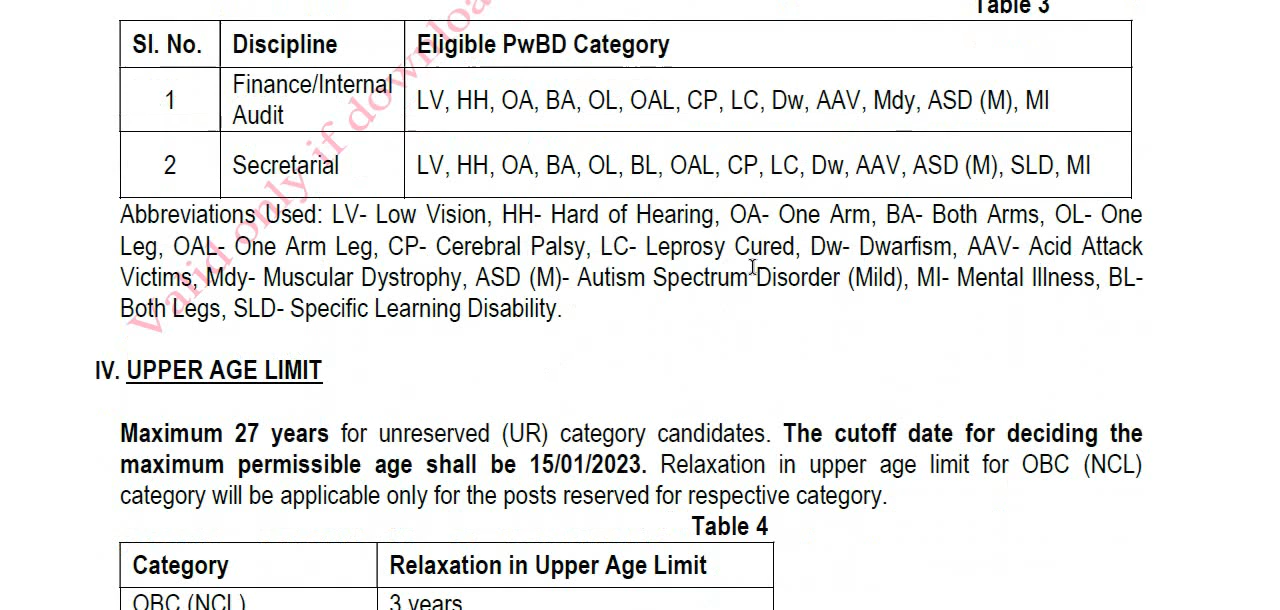 Table 3
Sl. No. Discipline Eligible PwBD Category
1 Finance/Internal Audit LV, HH, OA, BA, OL, OAL, CP, LC, Dw, AAV, Mdy, ASD (M), MI
2 Secretarial LV, HH, OA, BA, OL, BL, OAL, CP, LC, Dw, AAV, ASD (M), SLD, MI
Abbreviations Used: LV- Low Vision, HH- Hard of Hearing, OA- One Arm, BA- Both Arms, OL- One
Leg, OAL- One Arm Leg, CP- Cerebral Palsy, LC- Leprosy Cured, Dw- Dwarfism, AAV- Acid Attack
Victims, Mdy- Muscular Dystrophy, ASD (M)- Autism Spectrum Disorder (Mild), MI- Mental Illness, BL-
Both Legs, SLD- Specific Learning Disability.
IV. UPPER AGE LIMIT
Maximum 27 years for unreserved (UR) category candidates. The cutoff date for deciding the
maximum permissible age shall be 15/01/2023. Relaxation in upper age limit for OBC (NCL)
category will be applicable only for the posts reserved for respective category.
Table 4
Category Relaxation in Upper Age Limit
OBC (NCL) 3 years
Valid only if